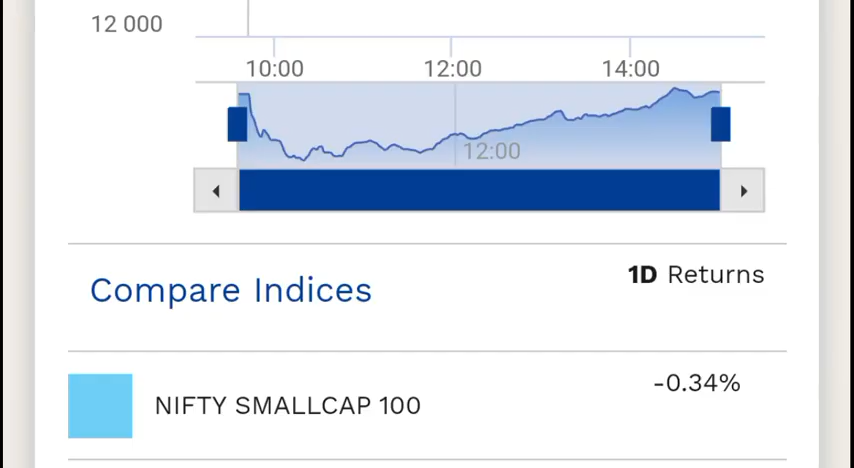 12 000
10:00 12:00 14:00
12:00
Compare Indices
1D Returns
NIFTY SMALLCAP 100
-0.34%